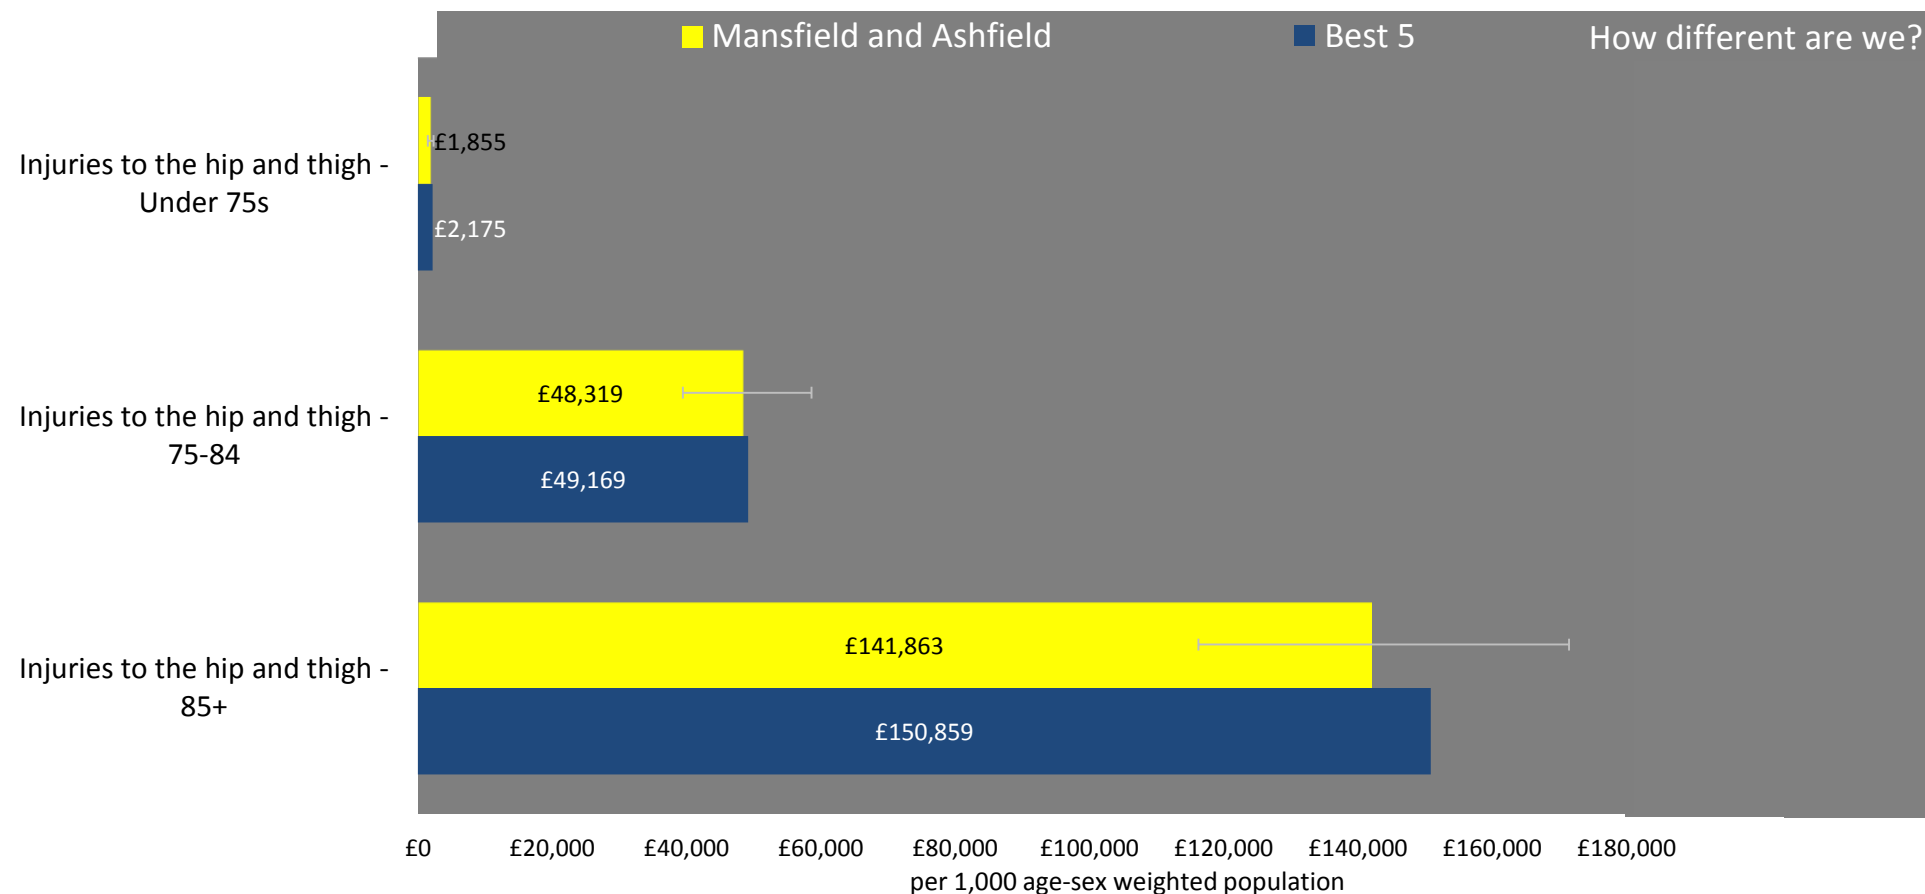 Mansfield and Ashfield
Best 5
How different are we?
Injuries to the hip and thigh -
Under 75s
£1,855
£2,175
Injuries to the hip and thigh -
75-84
£48,319
£49,169
Injuries to the hip and thigh -
85+
£141,863
£150,859
£0 £20,000 £40,000 £60,000 £80,000 £100,000 £120,000 £140,000 £160,000 £180,000
per 1,000 age-sex weighted population